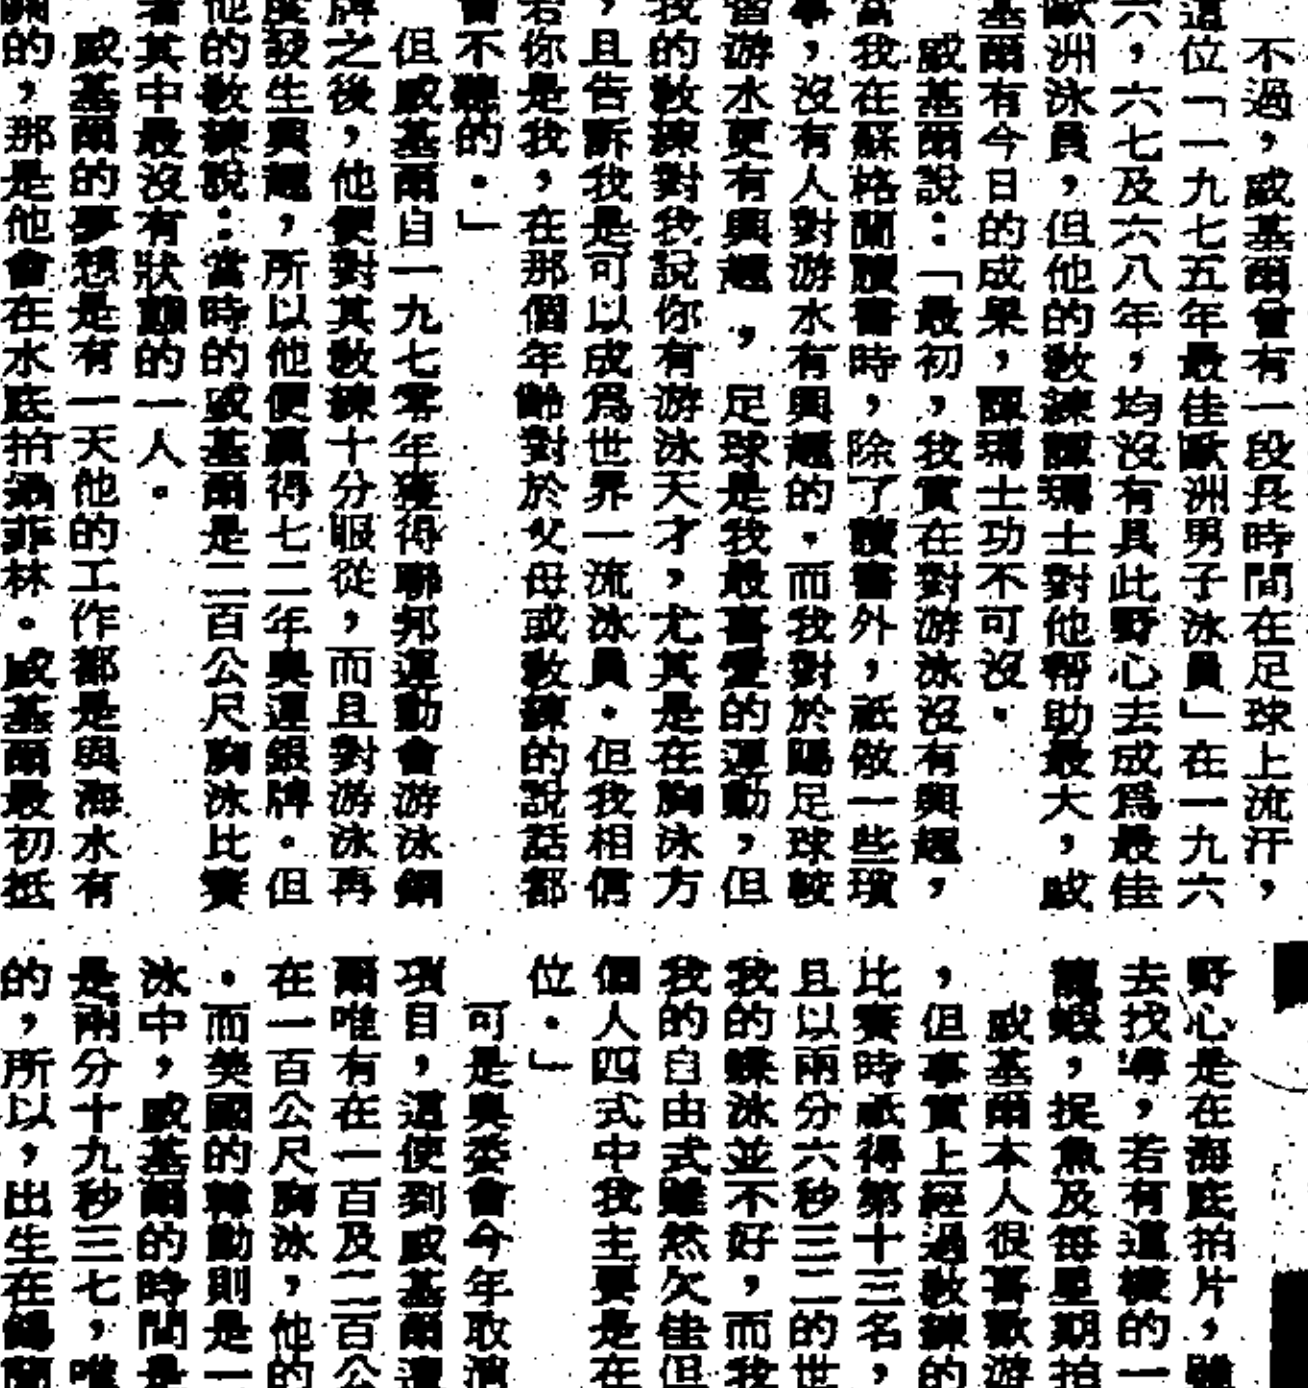 不過，威基爾曾有一段長時間在足球上流汗，
這位「一九七五年最佳歐洲男子泳員」在一九六
六，六七及六八年，均沒有具此野心去成爲最佳
歐洲泳員，但他的教練譚瑪士對他帮助最大，威
基爾有今日的成果，譚瑪士功不可沒．
威基爾說：「最初，我實在對游泳沒有興趣，
當我在蘇格蘭讀書時，除了讀書外，祇做一些瑣
事，沒有人對游水有興趣的．而我對於踢足球較
游水更有興趣，足球是我最喜愛的運動，但
我的教練對我說你有游泳天才，尤其是在胸泳方
，且告訴我是可以成爲世界一流泳員．但我相信
若你是我，在那個年齡對於父母或教練的說話都
會不聽的．」
但威基爾自一九七零年獲得聯邦運動會游泳銅
牌之後，他便對其教練十分服從，而且對游泳再
度發生興趣，所以他便贏得七二年奧運銀牌。但
他的教練說：當時的威基爾是二百公尺胸泳比賽
者其中最沒有狀態的一人。
威基爾的夢想是有一天他的工作都是與海水有
關的，那是他會在水底拍攝菲林。威基爾最初抵
野心是在海底拍片，雖
去找尋，若有這樣的一
龍蝦，捉魚及每星期拍
威基爾本人很喜歡游
，但事實上經過教練的
比賽時祇得第十三名，
且以兩分六秒三二的世
我的蝶泳並不好，而我
我的自由式雖然欠佳但
個人四式中我主要是在
位．」
可是奧委會今年取消
項目，這使到威基爾還
爾唯有在一百及二百公
在一百公尺胸泳，他的
．而美國的韓勤則是一
泳中，威基爾的時間是
是兩分十九秒三七，唯
的，所以，出生在錫蘭